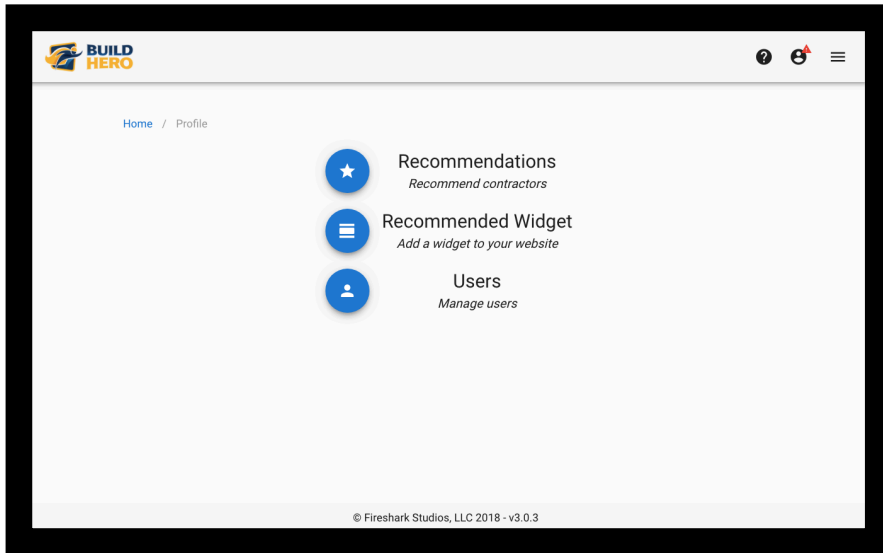 BUILD
HERO
Home / Profile
Recommendations
Recommend contractors
Recommended Widget
Add a widget to your website
Users
Manage users
© Fireshark Studios, LLC 2018 - v3.0.3